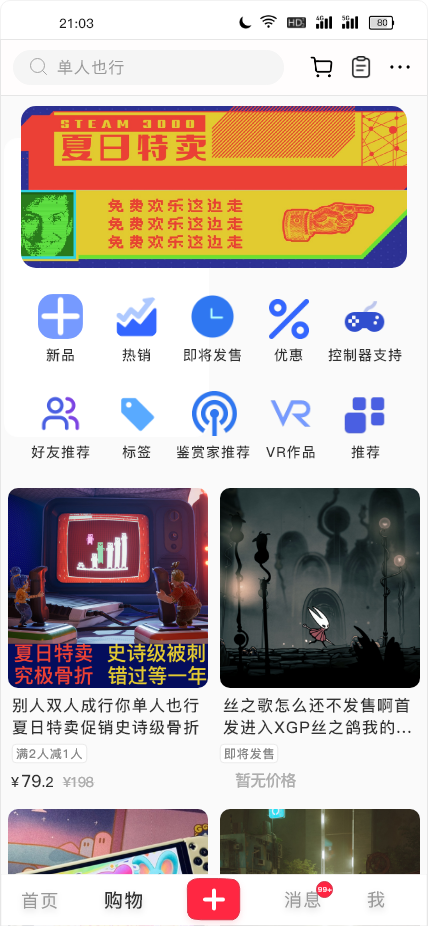 21:03
HD
4G
5G
80
单人也行
STEAM 3000
夏日特卖
免费欢乐这边走
免费欢乐这边走
免费欢乐这边走
新品
热销
即将发售
优惠
控制器支持
好友推荐
标签
鉴赏家推荐
VR
VR作品
推荐
夏日特卖 史诗级被刺
究极骨折 错过等一年
别人双人成行你单人也行
夏日特卖促销史诗级骨折
满2人减1人
¥79.2 ¥198
丝之歌怎么还不发售啊首
发进入XGP丝之鸽我的...
即将发售
暂无价格
首页
购物
消息
99+
我